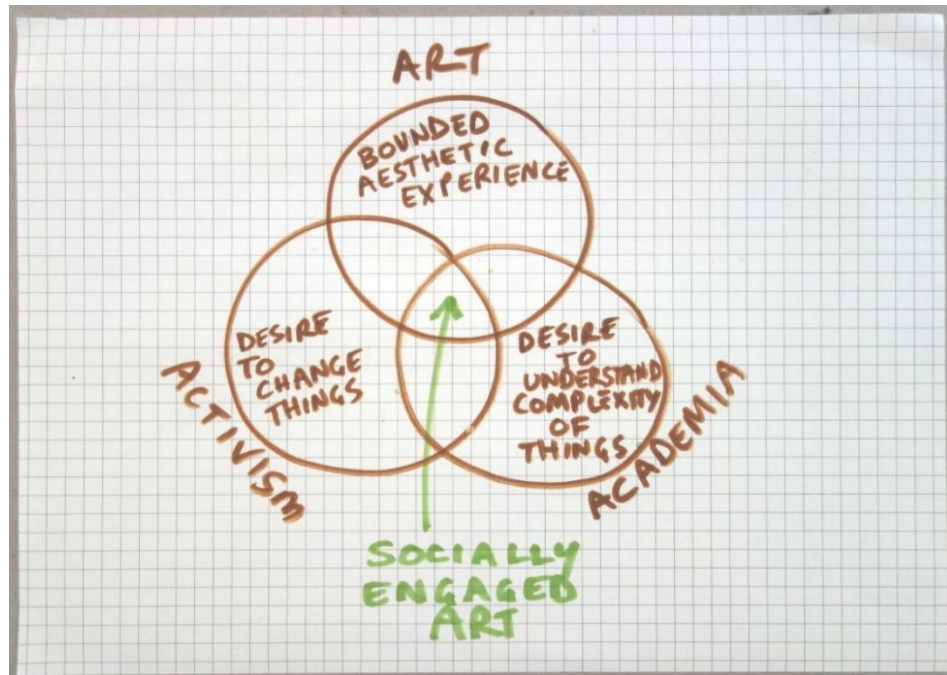 ART
BOUNDED
AESTHETIC
EXPERIENCE
DESIRE
TO
CHANGE
THINGS
ACTIVISM
DESIRE
TO
UNDERSTAND
COMPLEXITY
OF
THINGS
ACADEMIA
SOCIALLY
ENGAGED
ART